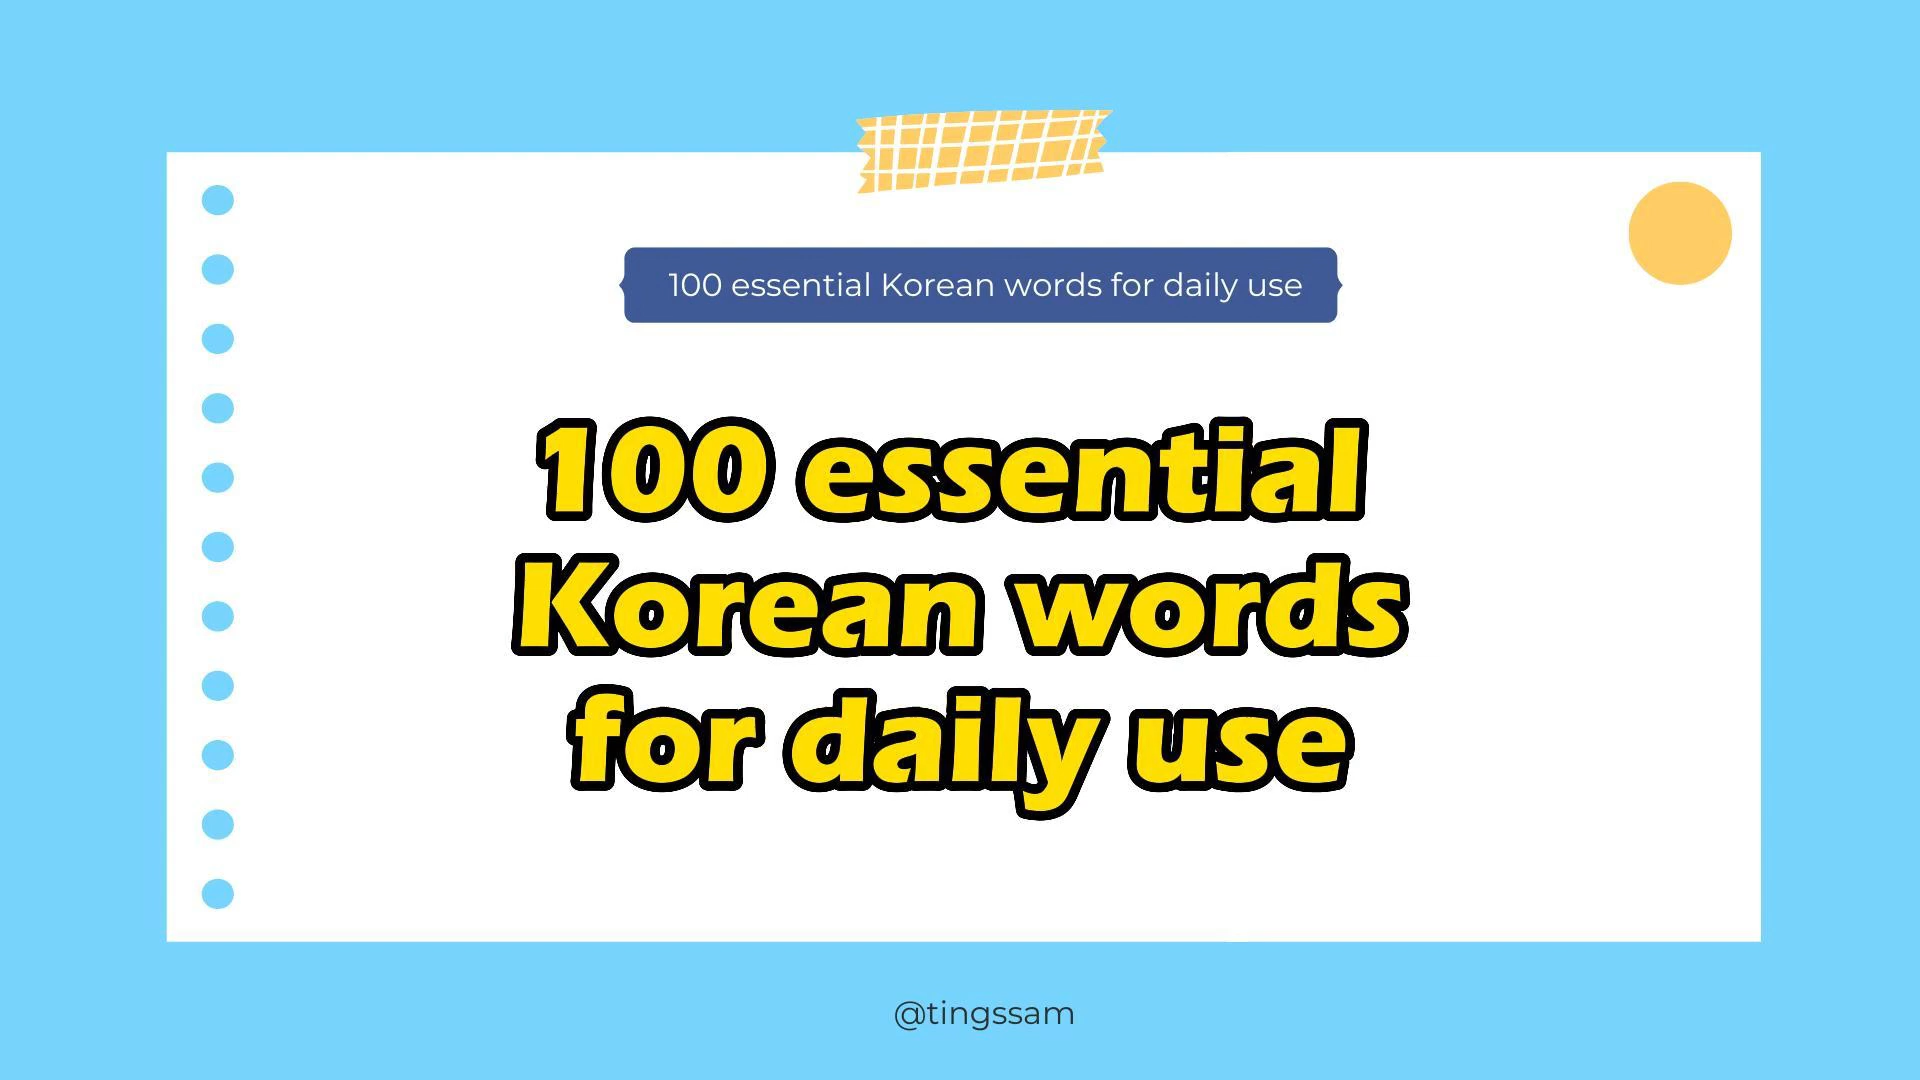 100 essential Korean words for daily use
100 essential
Korean words
for daily use
@tingssam